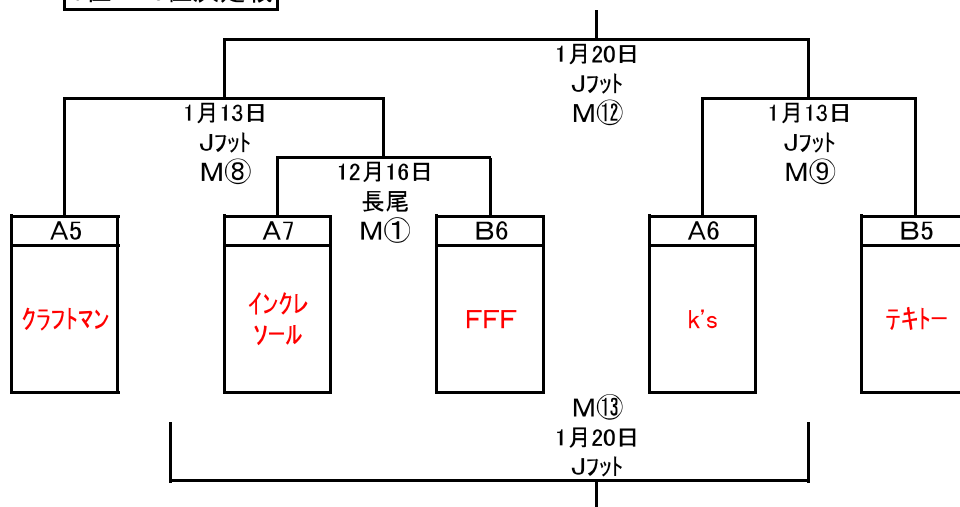 1月20日
Jフット
M⑫
1月13日
Jフット
M⑧
1月13日
Jフット
M⑨
12月16日
長尾
M①
A5
A7
B6
A6
B5
クラフトマン
インクレ
ソール
FFF
k's
テキトー
M⑬
1月20日
Jフット